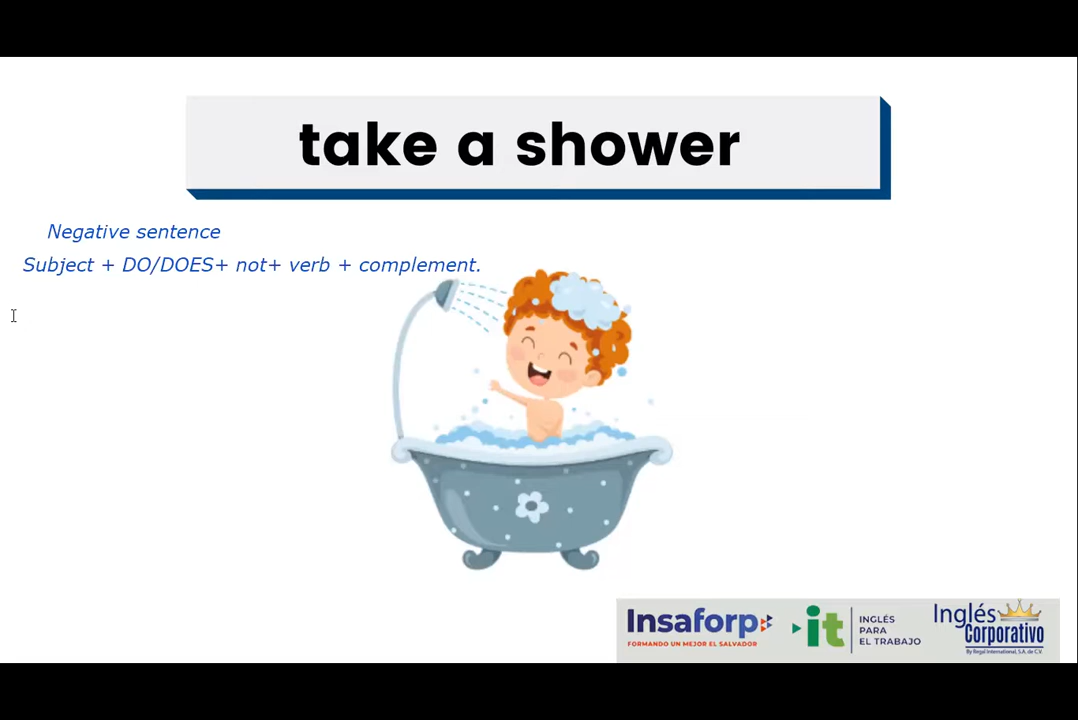 take a shower
Negative sentence
Subject + DO/DOES+ not+ verb + complement.
Insaforp
FORMANDO UN MEJOR EL SALVADOR
it
INGLÉS
PARA
EL TRABAJO
Inglés
Corporativo
By Regal International, S.A. de C.V.